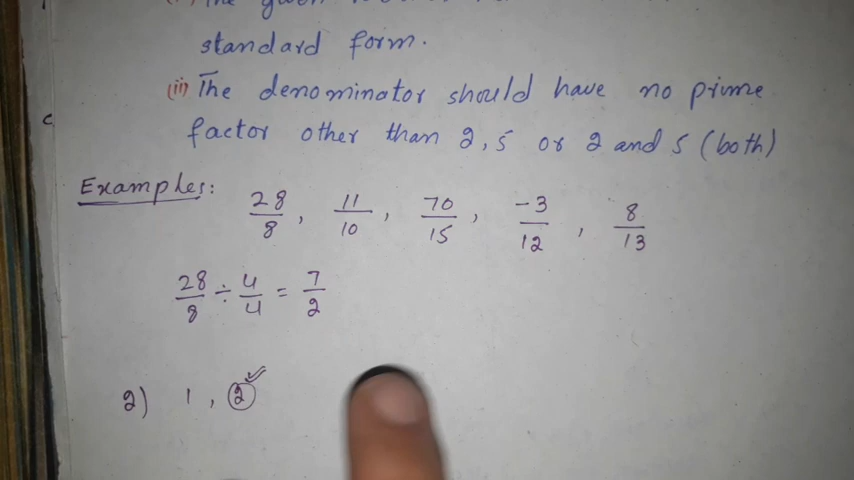 The given
standard form.
(ii) The denominator should have no prime
factor other than 2, 5 or 2 and 5 (both)
c
Examples:
28/8, 11/10, 70/15, -3/12, 8/13
28/8 ÷ 4/4 = 7/2
2) 1, 2 ✓